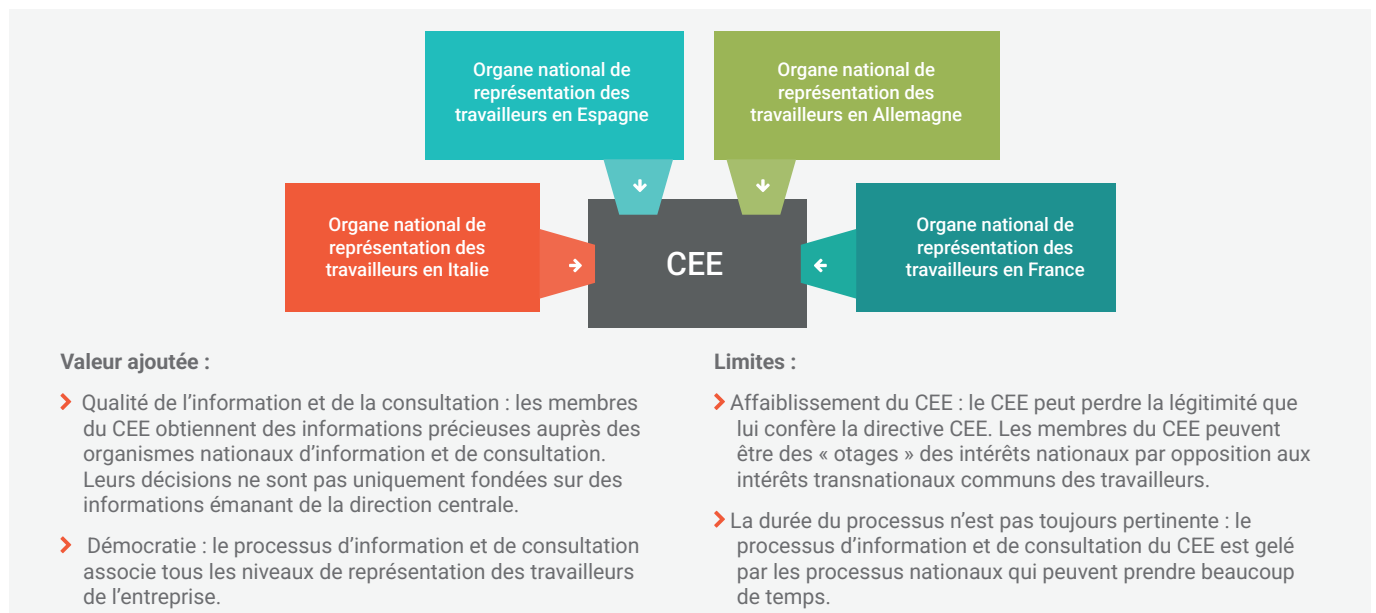 Organe national de
représentation des
travailleurs en Espagne
Organe national de
représentation des
travailleurs en Allemagne
Organe national de
représentation des
travailleurs en Italie
CEE
Organe national de
représentation des
travailleurs en France
Valeur ajoutée :
Qualité de l’information et de la consultation : les membres
du CEE obtiennent des informations précieuses auprès des
organismes nationaux d’information et de consultation.
Leurs décisions ne sont pas uniquement fondées sur des
informations émanant de la direction centrale.
Démocratie : le processus d’information et de consultation
associe tous les niveaux de représentation des travailleurs
de l’entreprise.
Limites :
Affaiblissement du CEE : le CEE peut perdre la légitimité que
lui confère la directive CEE. Les membres du CEE peuvent
être des « otages » des intérêts nationaux par opposition aux
intérêts transnationaux communs des travailleurs.
La durée du processus n’est pas toujours pertinente : le
processus d’information et de consultation du CEE est gelé
par les processus nationaux qui peuvent prendre beaucoup
de temps.